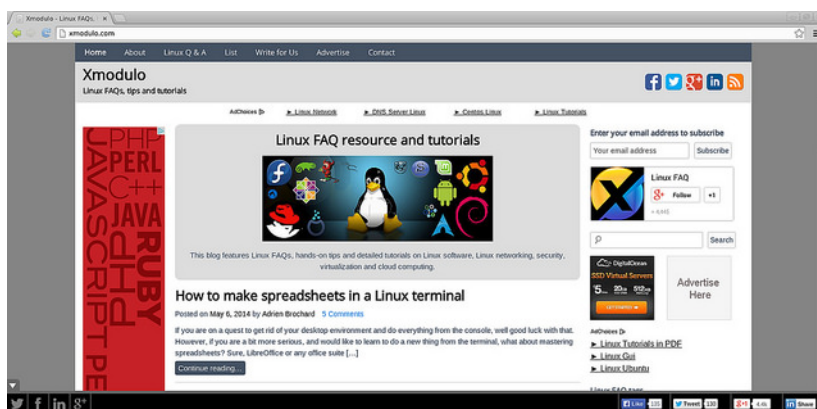 Xmodulo - Linux FAQs,
xmodulo.com
Home About Linux Q & A List Write for Us Advertise Contact
Xmodulo
Linux FAQs, tips and tutorials
AdChoices
► Linux Network
► DNS Server Linux
► Centos Linux
► Linux Tutorials
PHP
PERL
C++
JAVA
RUBY
JAVASCRIPT
PHP
Linux FAQ resource and tutorials
This blog features Linux FAQs, hands-on tips and detailed tutorials on Linux software, Linux networking, security,
virtualization and cloud computing.
How to make spreadsheets in a Linux terminal
Posted on May 6, 2014 by Adrien Brochard 5 Comments
If you are on a quest to get rid of your desktop environment and do everything from the console, well good luck with that.
However, if you are a bit more serious, and would like to learn to do a new thing from the terminal, what about mastering
spreadsheets? Sure, LibreOffice or any office suite [...]
Continue reading...
Enter your email address to subscribe
Your email address Subscribe
Linux FAQ
Follow +1
Search
DigitalOcean
SSD Virtual Servers
Advertise
Here
AdChoices
► Linux Tutorials in PDF
► Linux Gui
► Linux Ubuntu
Linux FAQ tags
Like
Tweet 130
4.4k
Share